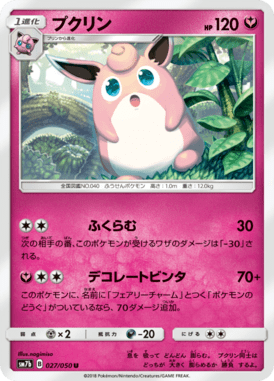 1進化
プクリン
HP 120
プリンから進化
全国図鑑NO.040 ふうせんポケモン 高さ:1.0m 重さ:12.0kg
ふくらむ 30
次の相手の番、このポケモンが受けるワザのダメージは「-30」される。
デコレートビンタ 70+
このポケモンに、名前に「フェアリーチャーム」とつく「ポケモンのどうぐ」がついているなら、70ダメージ追加。
弱点 ×2 抵抗力 -20 にげる
sm7b 027/050 U
©2018 Pokémon/Nintendo/Creatures/GAME FREAK.